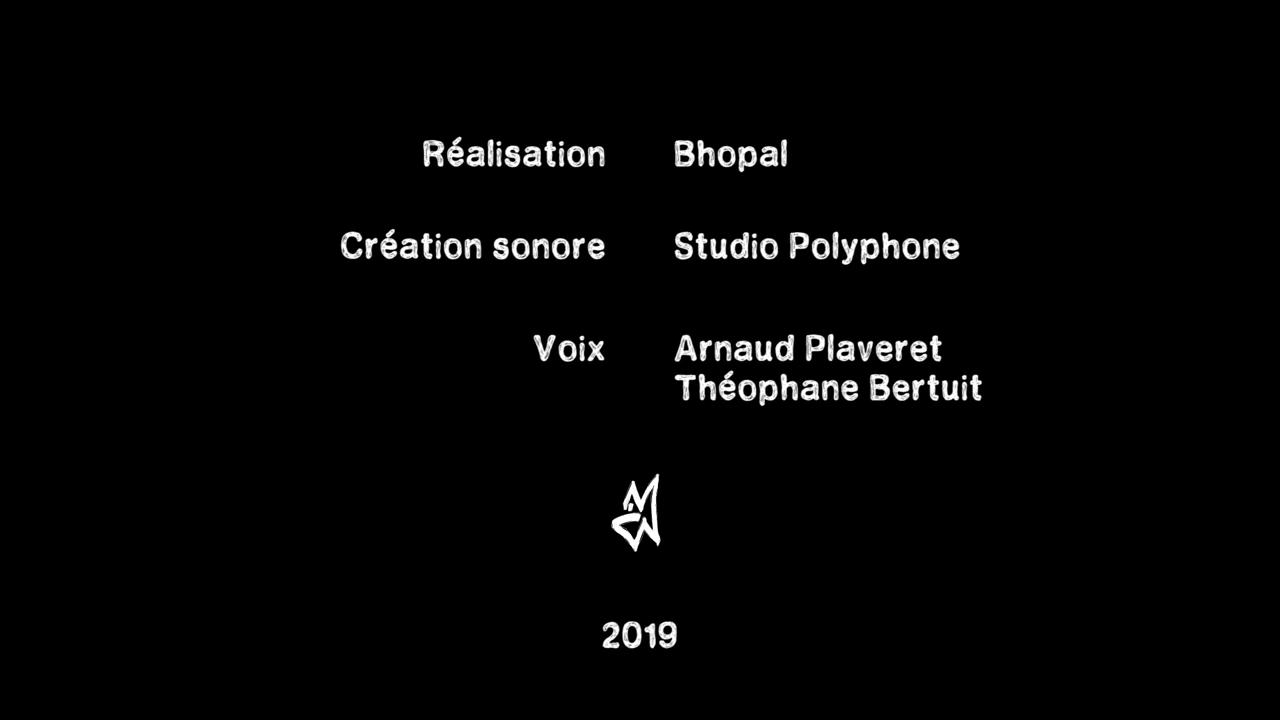 Réalisation Bhopal
Création sonore Studio Polyphone
Voix Arnaud Plaveret
Théophane Bertuit
2019